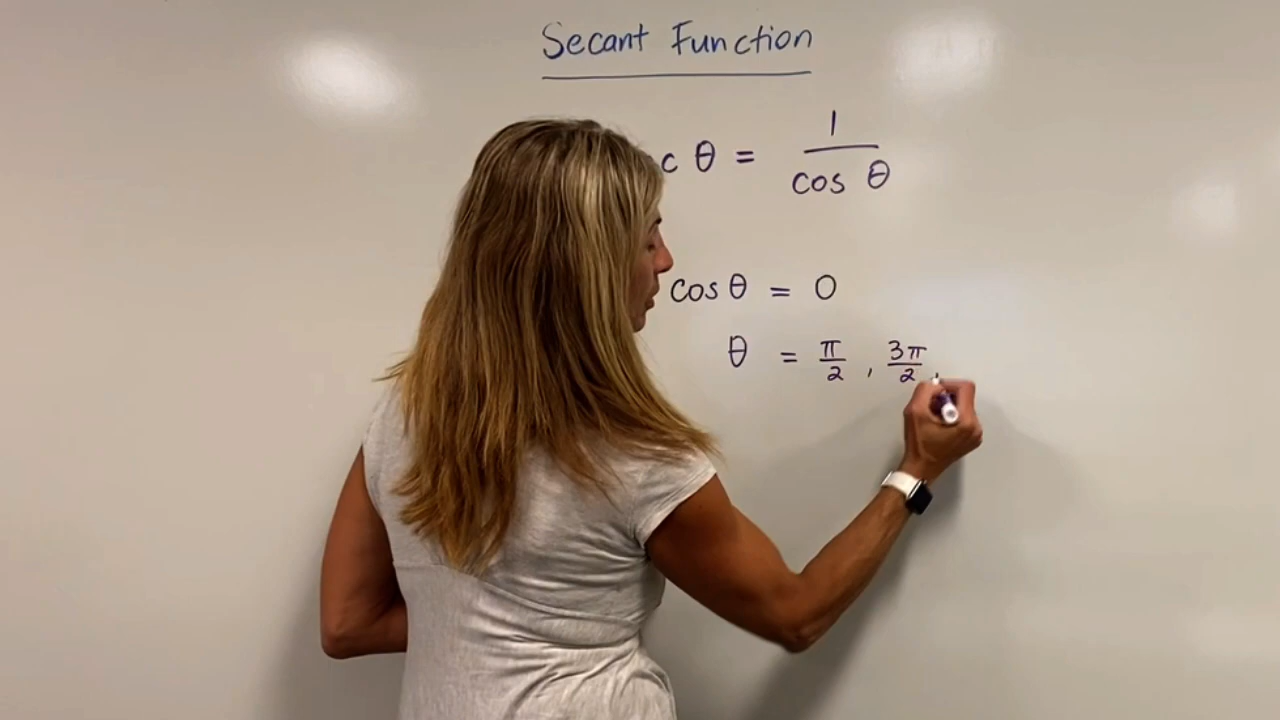 Secant Function
c θ = 1 / cos θ
cos θ = 0
θ = π/2 , 3π/2 ,